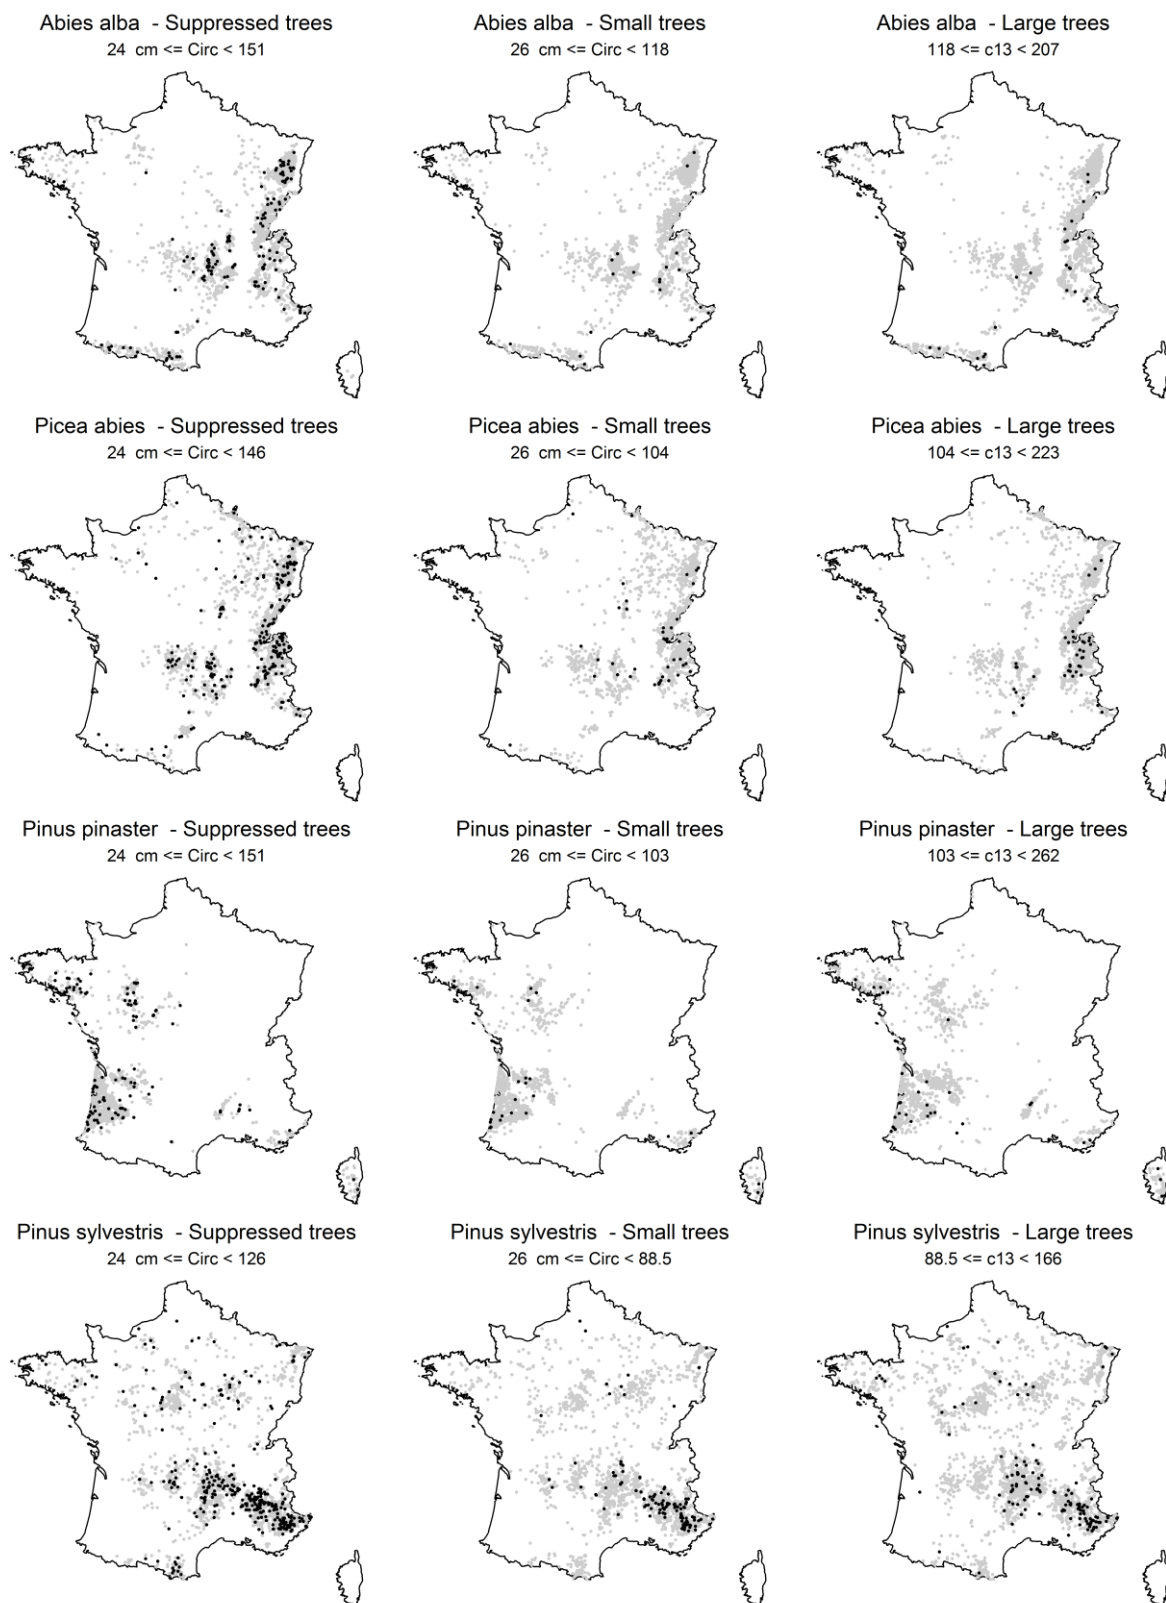 Abies alba - Suppressed trees
24 cm <= Circ < 151
Abies alba - Small trees
26 cm <= Circ < 118
Abies alba - Large trees
118 <= c13 < 207
Picea abies - Suppressed trees
24 cm <= Circ < 146
Picea abies - Small trees
26 cm <= Circ < 104
Picea abies - Large trees
104 <= c13 < 223
Pinus pinaster - Suppressed trees
24 cm <= Circ < 151
Pinus pinaster - Small trees
26 cm <= Circ < 103
Pinus pinaster - Large trees
103 <= c13 < 262
Pinus sylvestris - Suppressed trees
24 cm <= Circ < 126
Pinus sylvestris - Small trees
26 cm <= Circ < 88.5
Pinus sylvestris - Large trees
88.5 <= c13 < 166